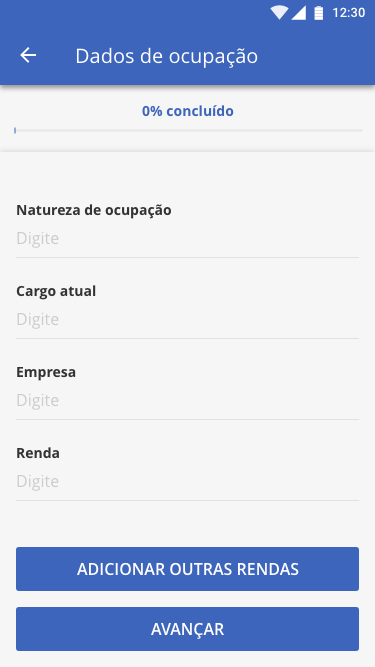 12:30
Dados de ocupação
0% concluído
Natureza de ocupação
Digite
Cargo atual
Digite
Empresa
Digite
Renda
Digite
ADICIONAR OUTRAS RENDAS
AVANÇAR